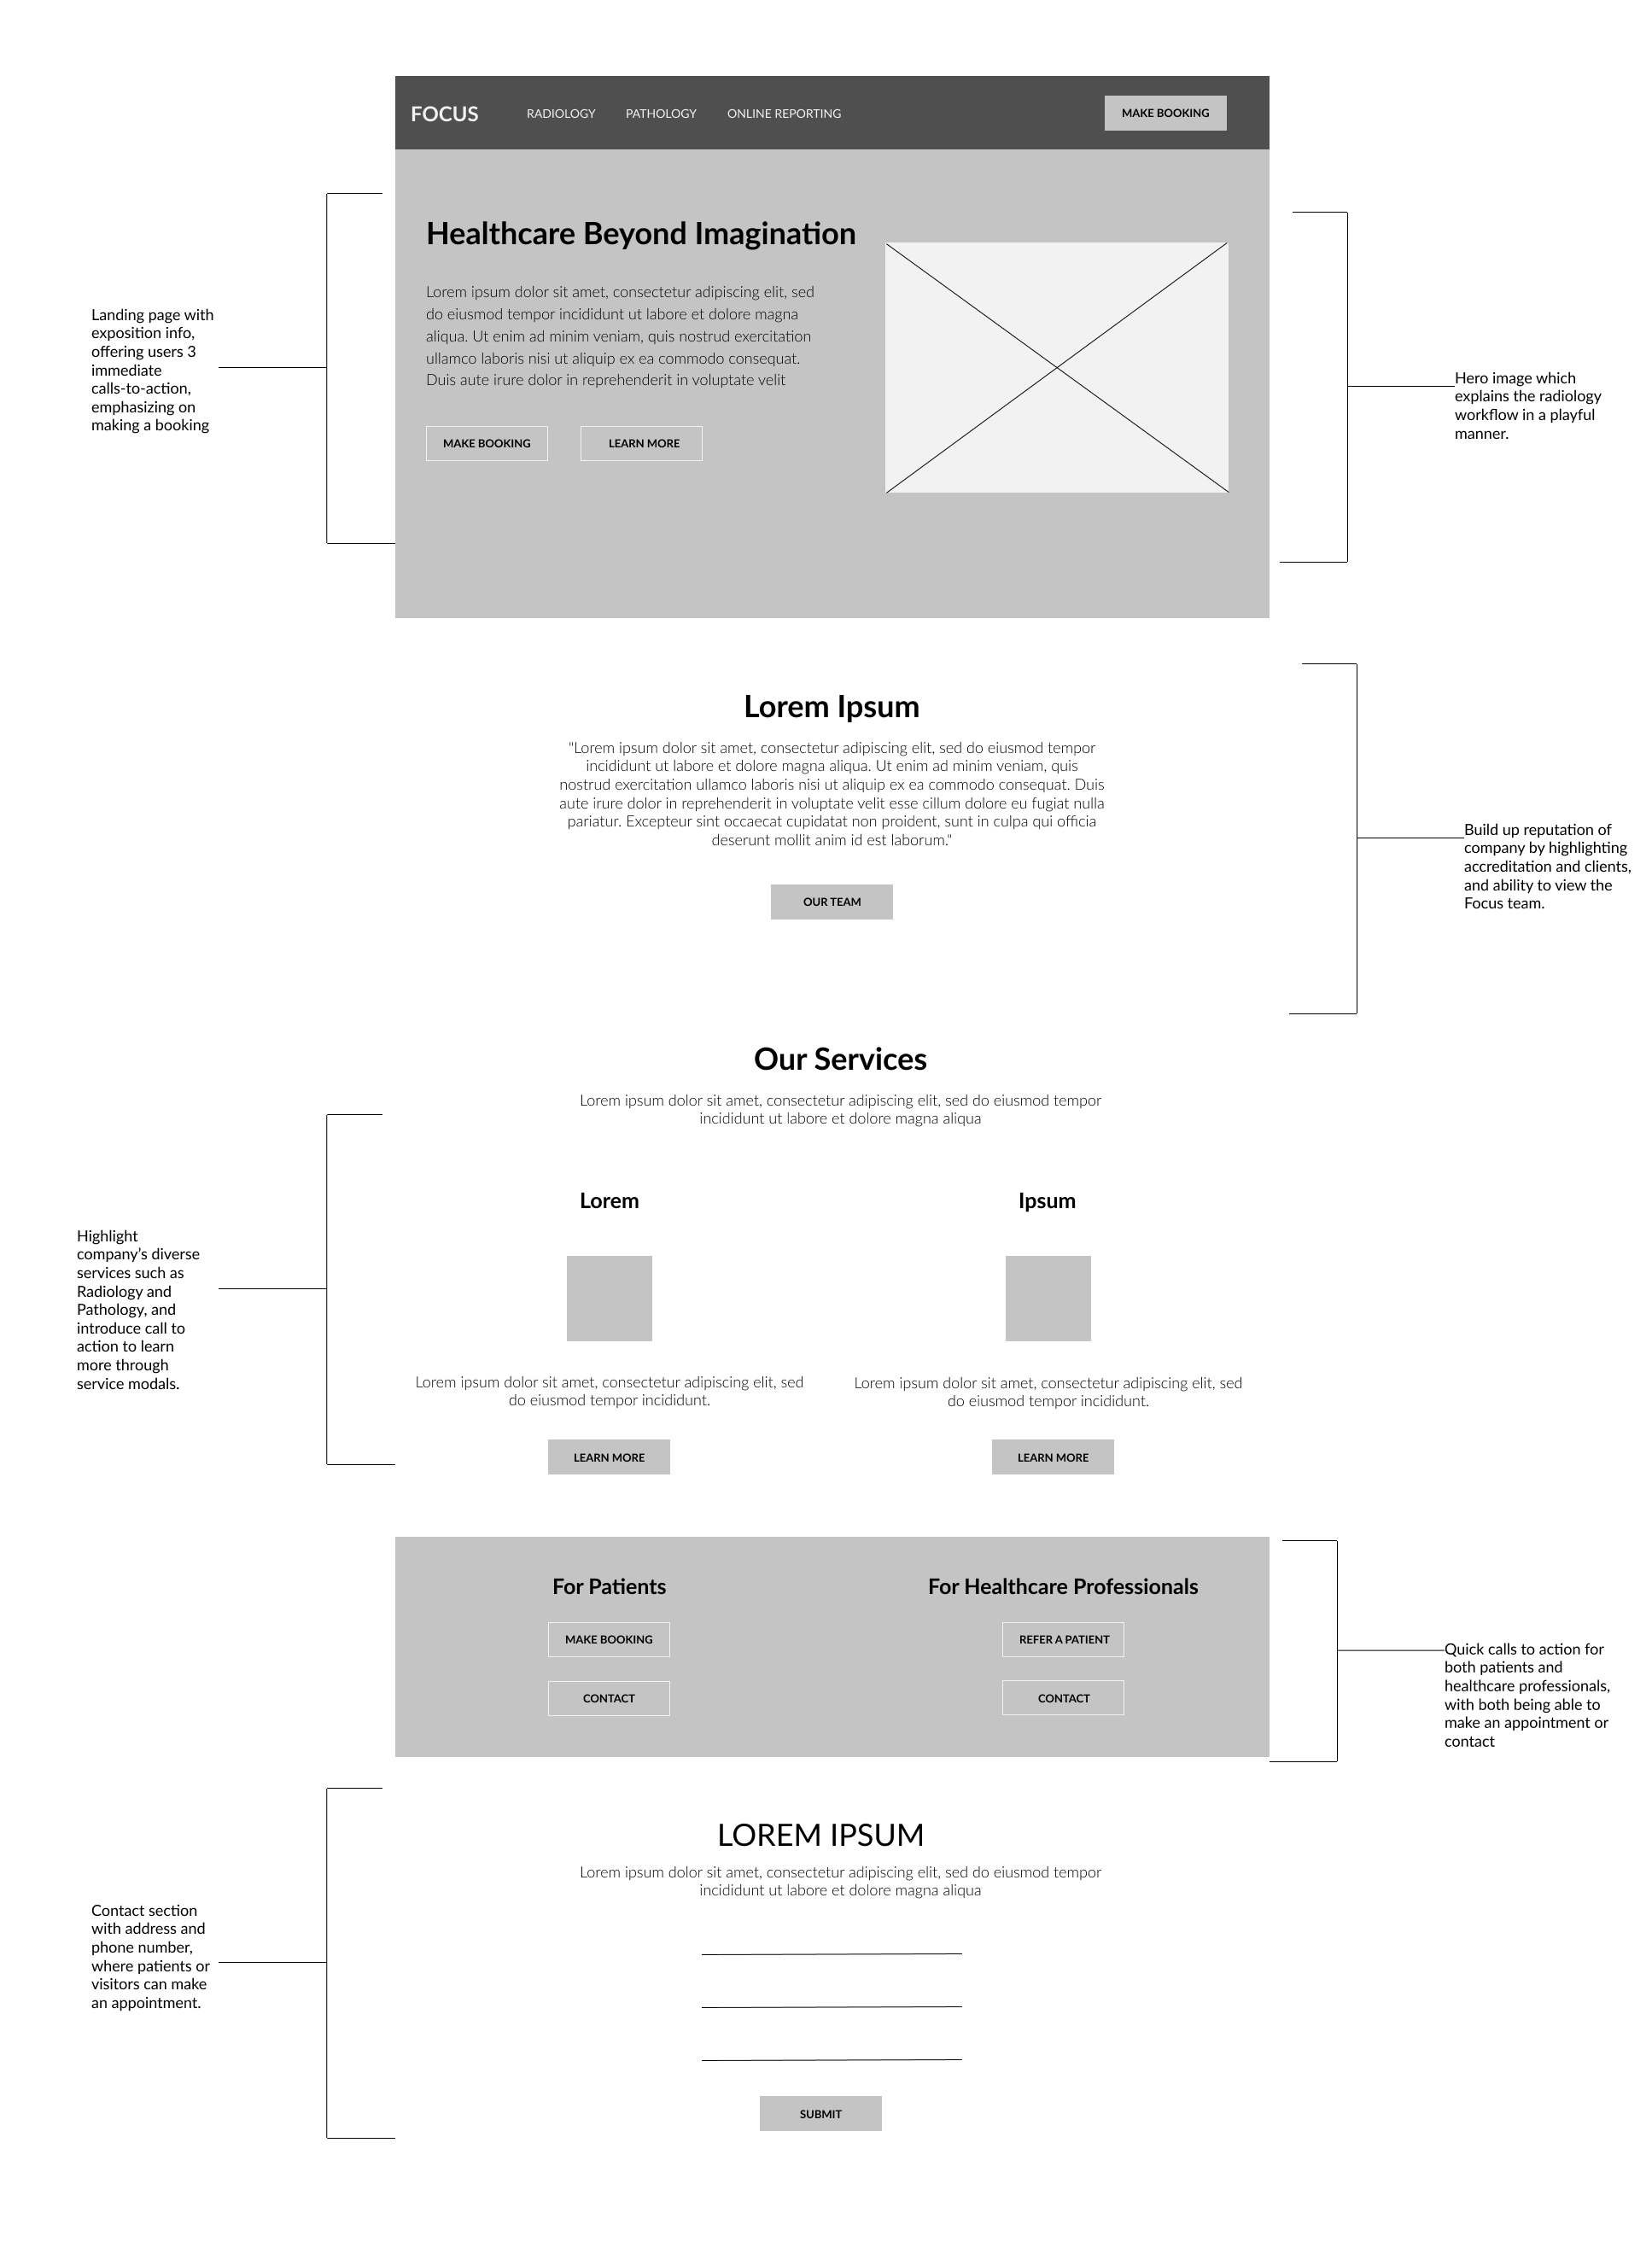 FOCUS RADIOLOGY PATHOLOGY ONLINE REPORTING MAKE BOOKING
Healthcare Beyond Imagination
Lorem ipsum dolor sit amet, consectetur adipiscing elit, sed
do eiusmod tempor incididunt ut labore et dolore magna
aliqua. Ut enim ad minim veniam, quis nostrud exercitation
ullamco laboris nisi ut aliquip ex ea commodo consequat.
Duis aute irure dolor in reprehenderit in voluptate velit
MAKE BOOKING LEARN MORE
Landing page with
exposition info,
offering users 3
immediate
calls-to-action,
emphasizing on
making a booking
Hero image which
explains the radiology
workflow in a playful
manner.
Lorem Ipsum
"Lorem ipsum dolor sit amet, consectetur adipiscing elit, sed do eiusmod tempor
incididunt ut labore et dolore magna aliqua. Ut enim ad minim veniam, quis
nostrud exercitation ullamco laboris nisi ut aliquip ex ea commodo consequat. Duis
aute irure dolor in reprehenderit in voluptate velit esse cillum dolore eu fugiat nulla
pariatur. Excepteur sint occaecat cupidatat non proident, sunt in culpa qui officia
deserunt mollit anim id est laborum."
OUR TEAM
Build up reputation of
company by highlighting
accreditation and clients,
and ability to view the
Focus team.
Our Services
Lorem ipsum dolor sit amet, consectetur adipiscing elit, sed do eiusmod tempor
incididunt ut labore et dolore magna aliqua
Lorem
Lorem ipsum dolor sit amet, consectetur adipiscing elit, sed
do eiusmod tempor incididunt.
LEARN MORE
Ipsum
Lorem ipsum dolor sit amet, consectetur adipiscing elit, sed
do eiusmod tempor incididunt.
LEARN MORE
Highlight
company's diverse
services such as
Radiology and
Pathology, and
introduce call to
action to learn
more through
service modals.
For Patients
MAKE BOOKING
CONTACT
For Healthcare Professionals
REFER A PATIENT
CONTACT
Quick calls to action for
both patients and
healthcare professionals,
with both being able to
make an appointment or
contact
LOREM IPSUM
Lorem ipsum dolor sit amet, consectetur adipiscing elit, sed do eiusmod tempor
incididunt ut labore et dolore magna aliqua
SUBMIT
Contact section
with address and
phone number,
where patients or
visitors can make
an appointment.